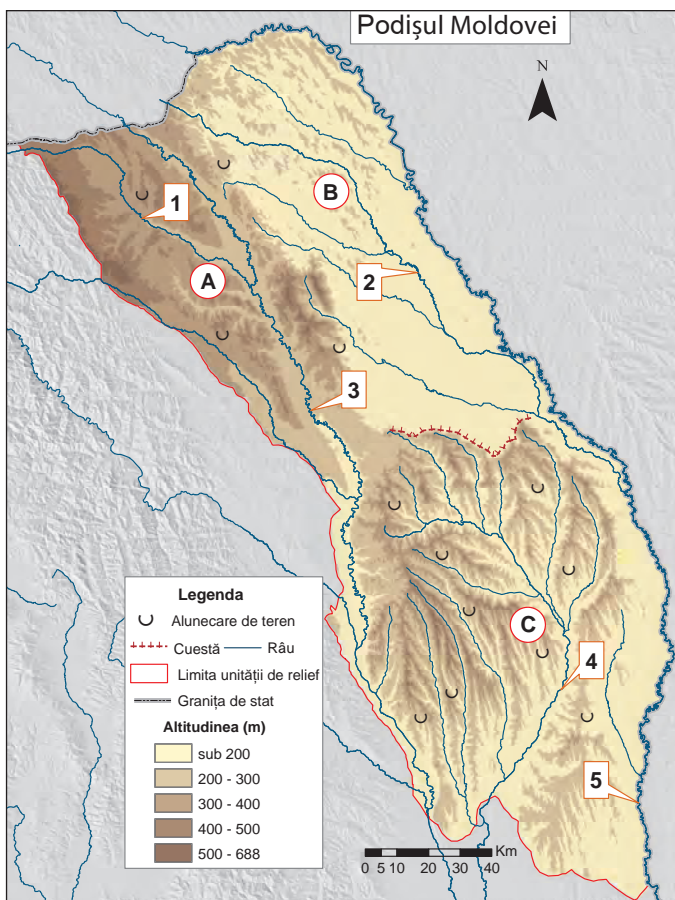 Podișul Moldovei
N
B
1
A
2
3
C
4
5
Legenda
Alunecare de teren
Cuestă
Râu
Limita unității de relief
Granița de stat
Altitudinea (m)
sub 200
200 - 300
300 - 400
400 - 500
500 - 688
Km
0 5 10 20 30 40